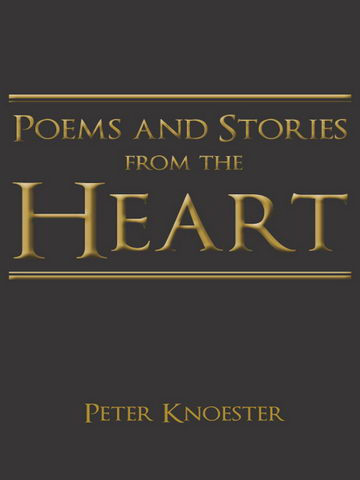 Poems and Stories
from the
Heart
Peter Knoester